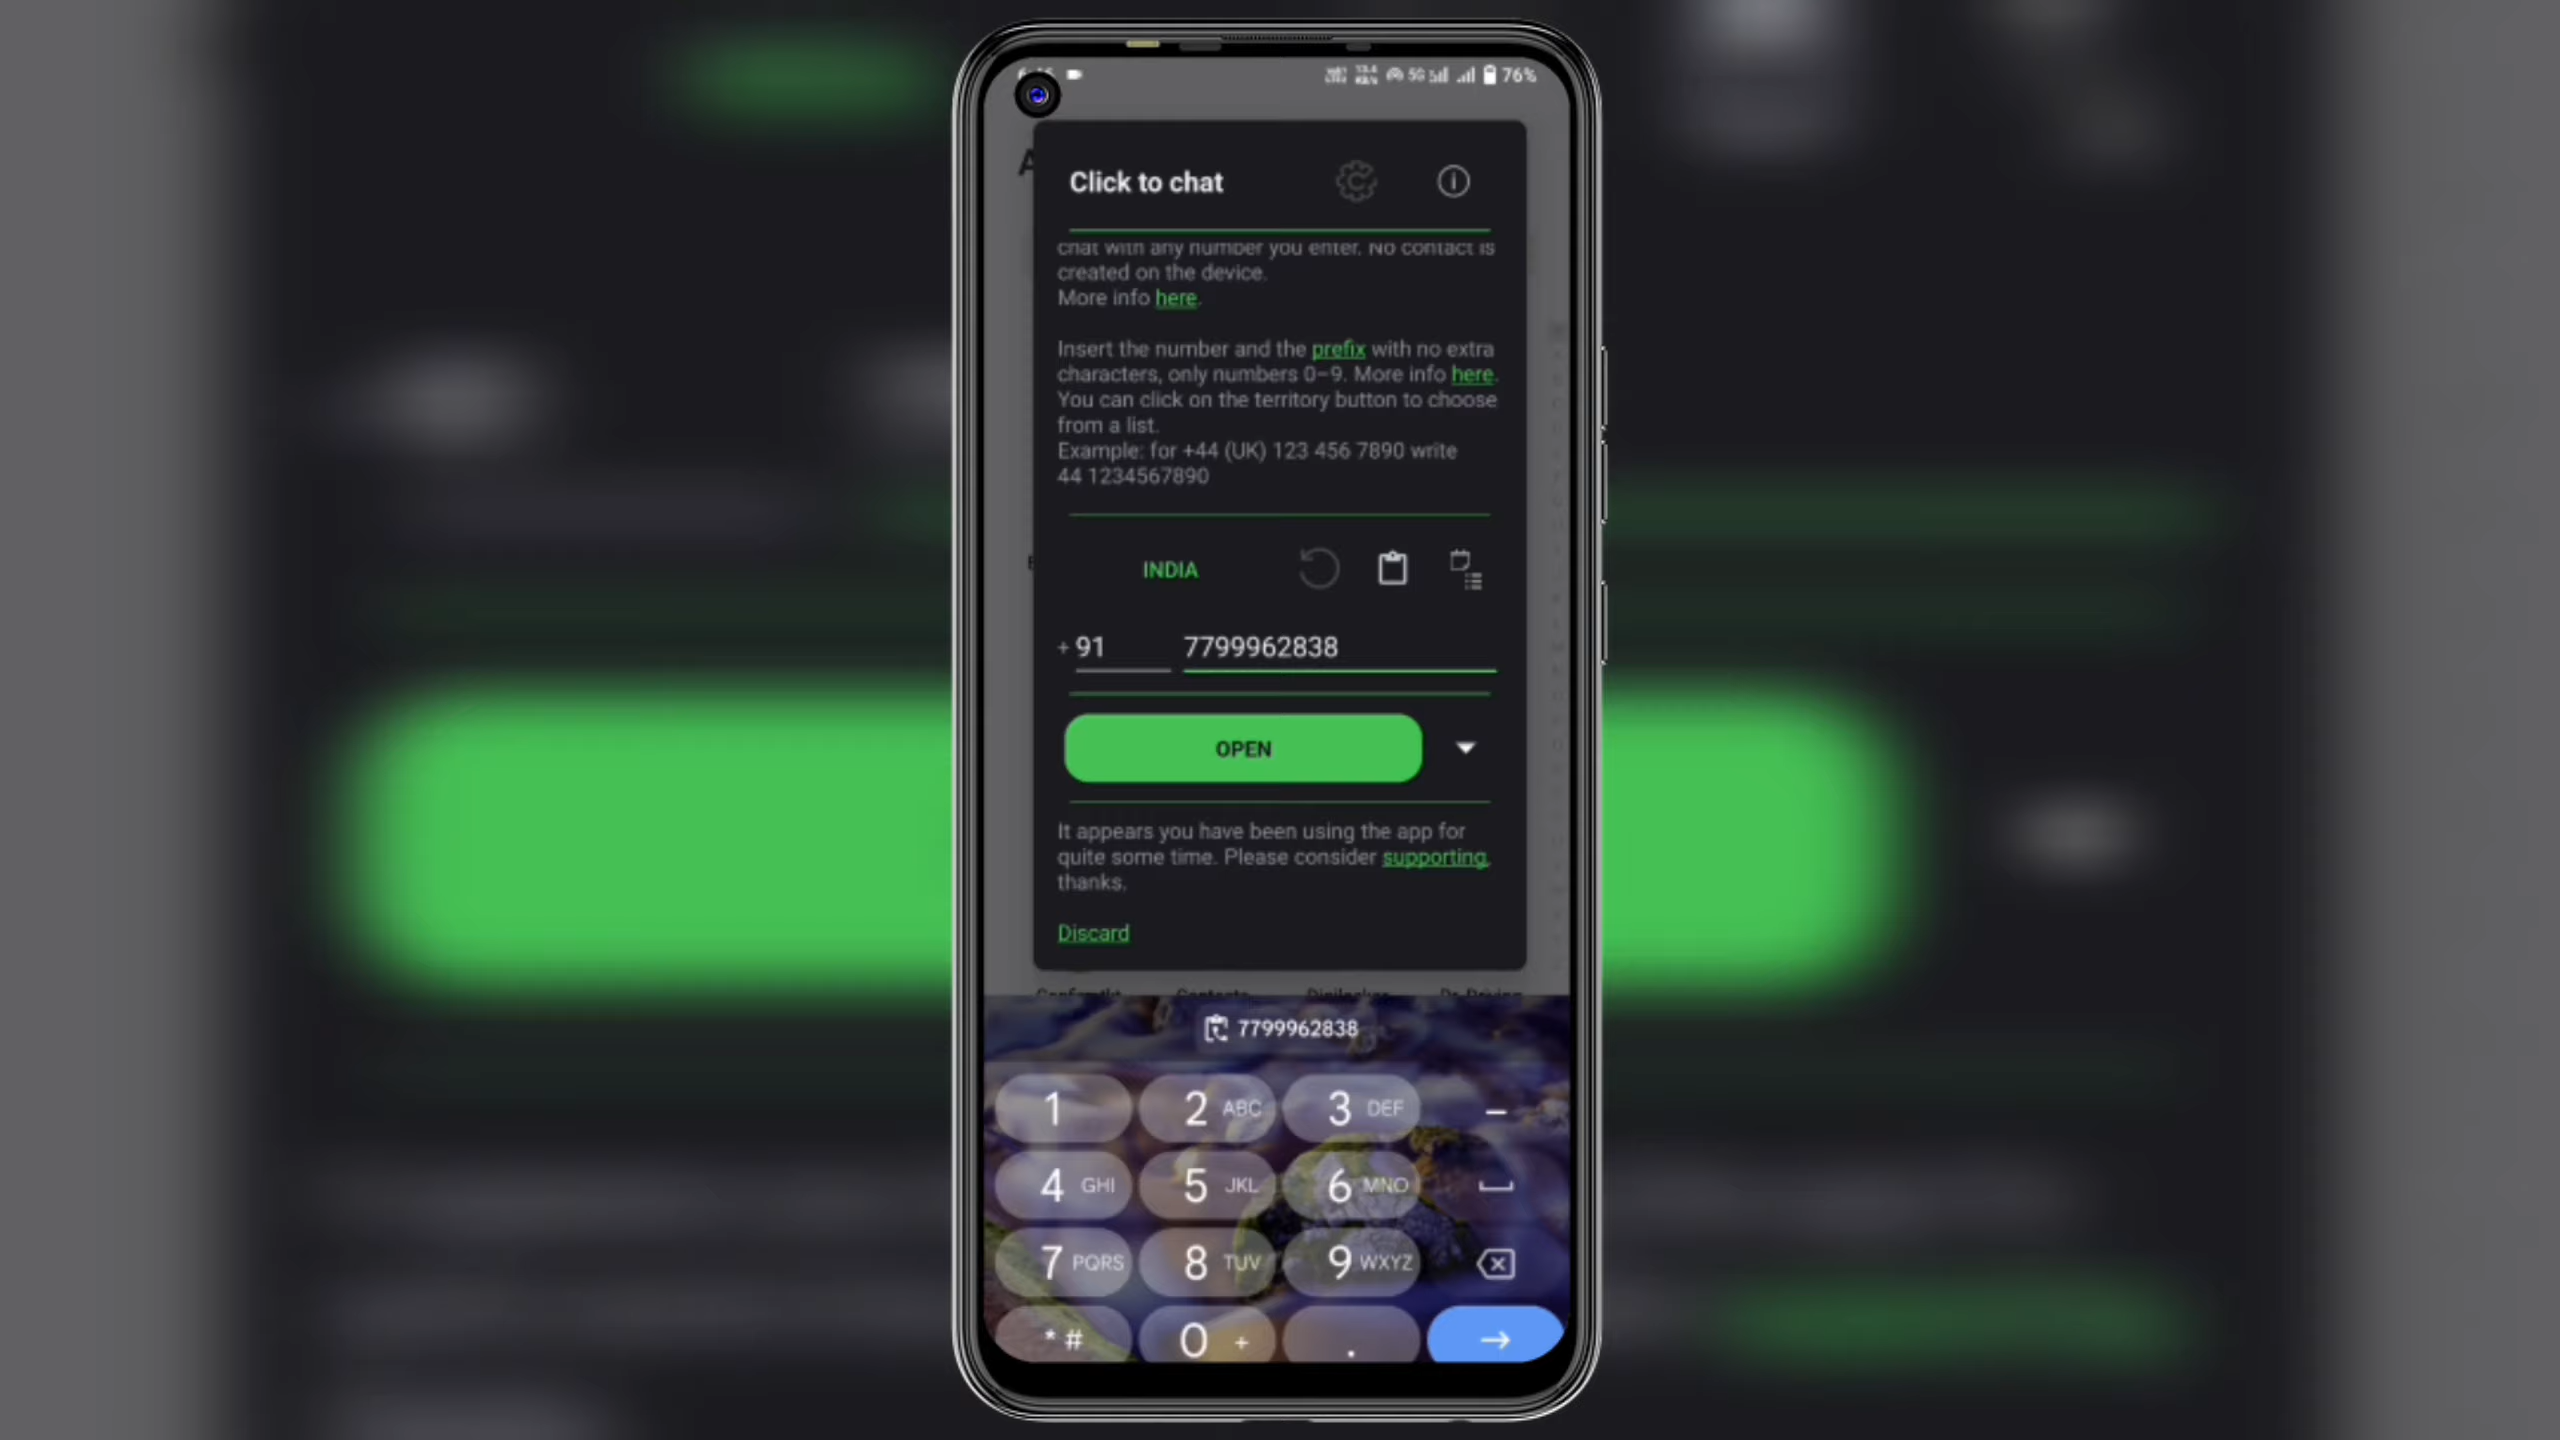 76%
Click to chat
chat with any number you enter. No contact is
created on the device.
More info here.
Insert the number and the prefix with no extra
characters, only numbers 0–9. More info here.
You can click on the territory button to choose
from a list.
Example: for +44 (UK) 123 456 7890 write
44 1234567890
INDIA
+ 91 7799962838
OPEN
It appears you have been using the app for
quite some time. Please consider supporting,
thanks.
Discard
Contacts Digilocker Dr. Driving
7799962838
1 2 ABC 3 DEF –
4 GHI 5 JKL 6 MNO
7 PQRS 8 TUV 9 WXYZ
* # 0 + .